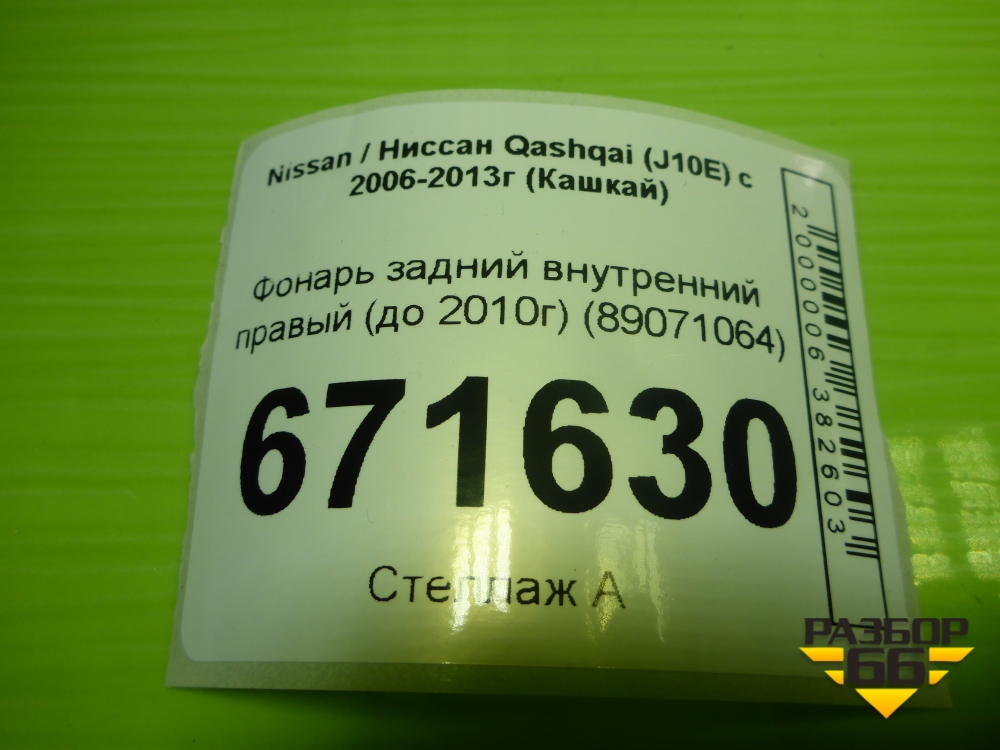 Nissan / Ниссан Qashqai (J10E) с
2006-2013г (Кашкай)
Фонарь задний внутренний
правый (до 2010г) (89071064)
671630
Стеллаж А
2000006382603
РАЗБОР
66